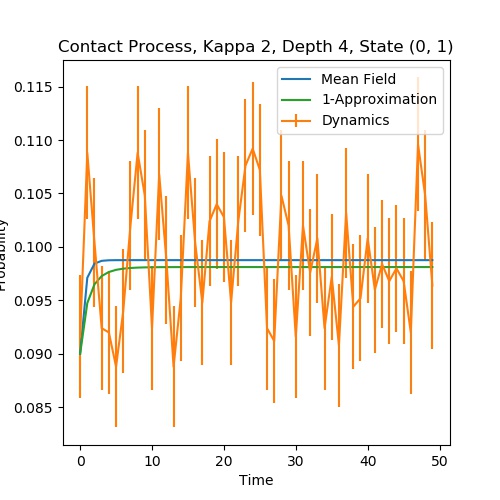 Contact Process, Kappa 2, Depth 4, State (0, 1)
Mean Field
1-Approximation
Dynamics
0.115
0.110
0.105
0.100
0.095
0.090
0.085
Probability
0
10
20
30
40
50
Time